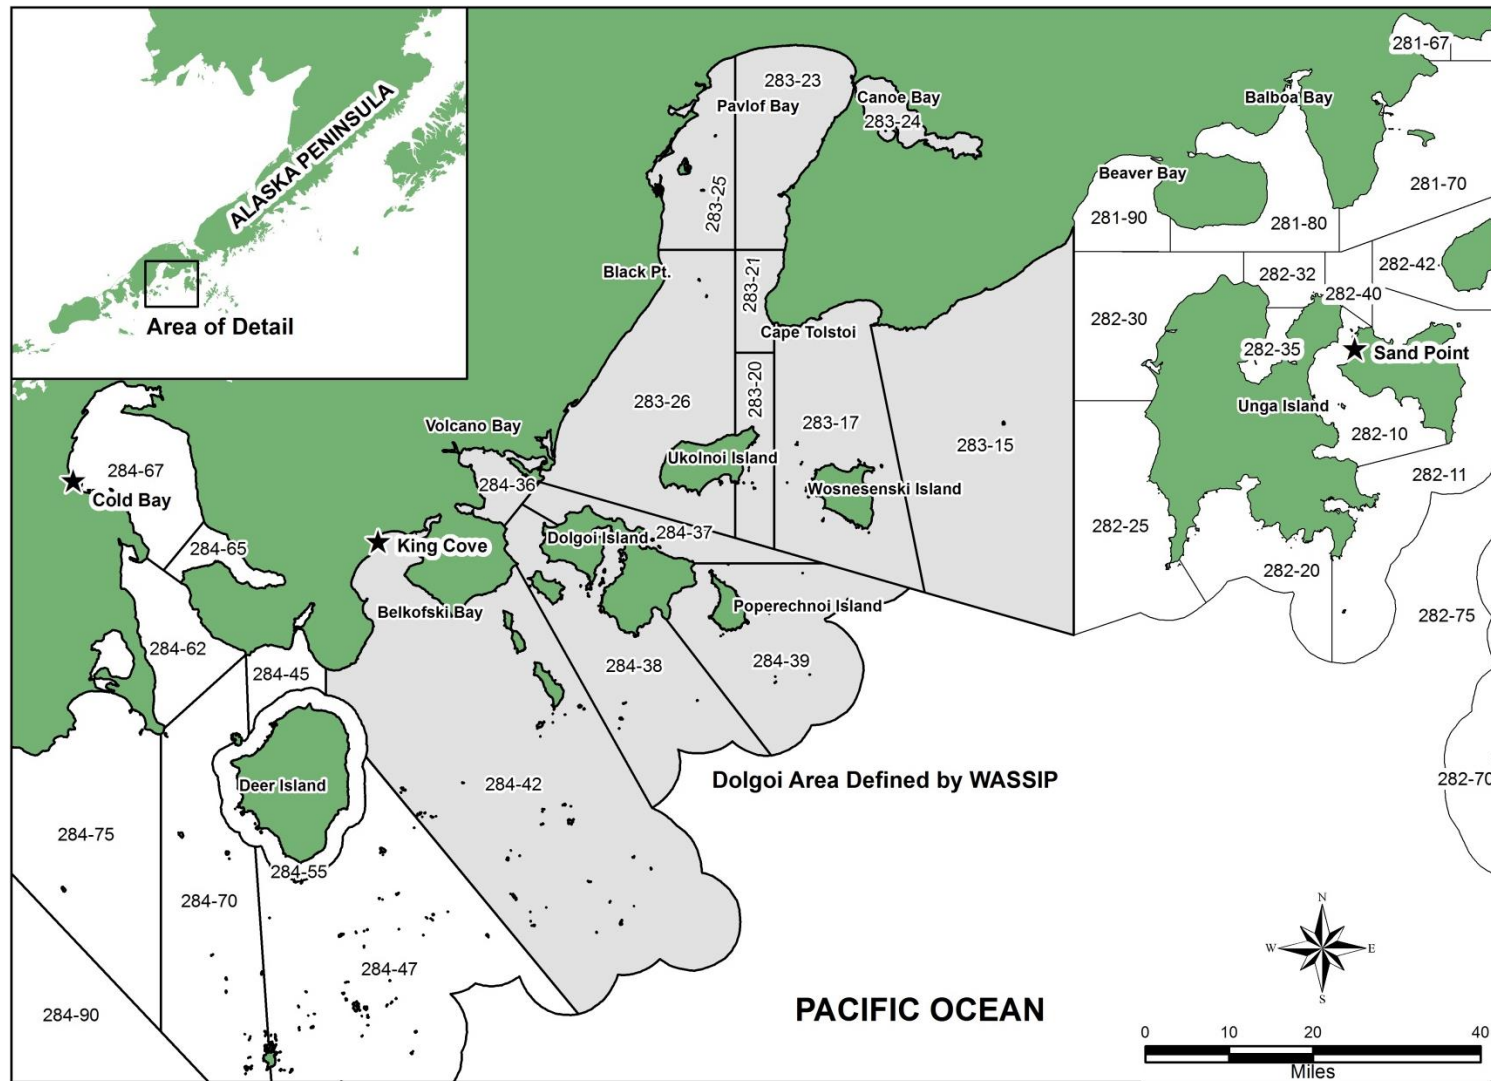 ALASKA PENINSULA
Area of Detail
281-67
283-23
Pavlof Bay
Canoe Bay
283-24
Balboa Bay
283-25
Beaver Bay
281-70
281-90
281-80
Black Pt.
283-21
282-32
282-42
282-40
282-30
Cape Tolstoi
282-35
Sand Point
283-20
283-26
Unga Island
283-17
Volcano Bay
282-10
283-15
Ukolnoi Island
284-67
282-11
284-36
Wosnesenski Island
Cold Bay
282-25
284-37
Dolgoi Island
King Cove
284-65
282-20
Poperechnoi Island
Belkofski Bay
282-75
284-62
284-38
284-39
284-45
Dolgoi Area Defined by WASSIP
282-70
Deer Island
284-42
284-75
284-55
284-70
N
W
E
S
284-47
PACIFIC OCEAN
284-90
0 10 20 40
Miles